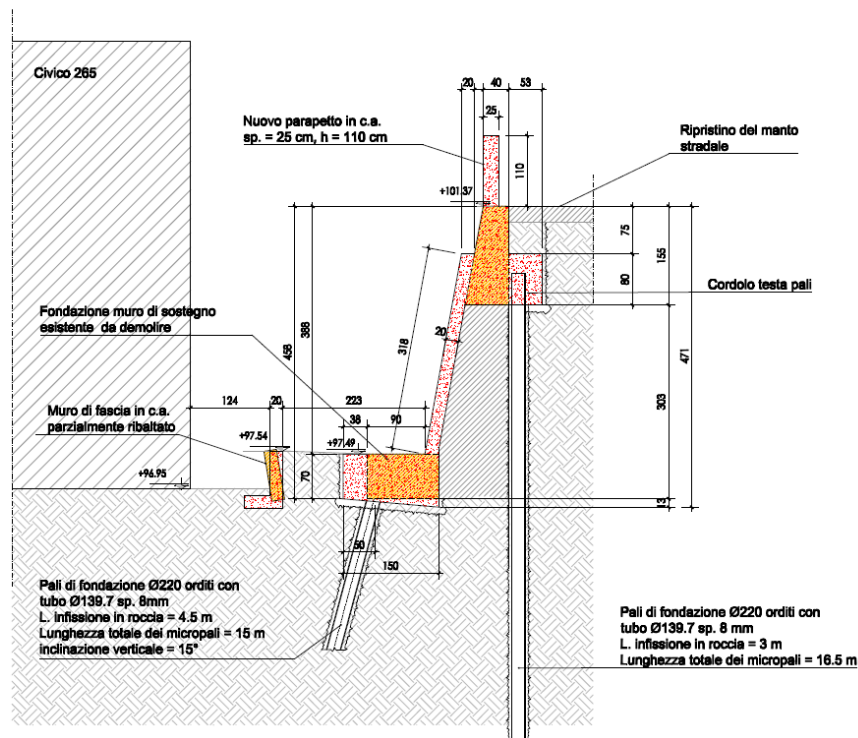 Civico 265
20
40
53
25
Nuovo parapetto in c.a.
sp. = 25 cm, h = 110 cm
Ripristino del manto
stradale
110
+101.37
75
155
80
Cordolo testa pali
Fondazione muro di sostegno
esistente da demolire
388
458
318
20
471
303
124
20
223
38
90
Muro di fascia in c.a.
parzialmente ribaltato
+97.54
+97.49
+96.95
70
13
50
150
Pali di fondazione Ø220 orditi con
tubo Ø139.7 sp. 8mm
L. infissione in roccia = 4.5 m
Lunghezza totale dei micropali = 15 m
inclinazione verticale = 15°
Pali di fondazione Ø220 orditi con
tubo Ø139.7 sp. 8 mm
L. infissione in roccia = 3 m
Lunghezza totale dei micropali = 16.5 m